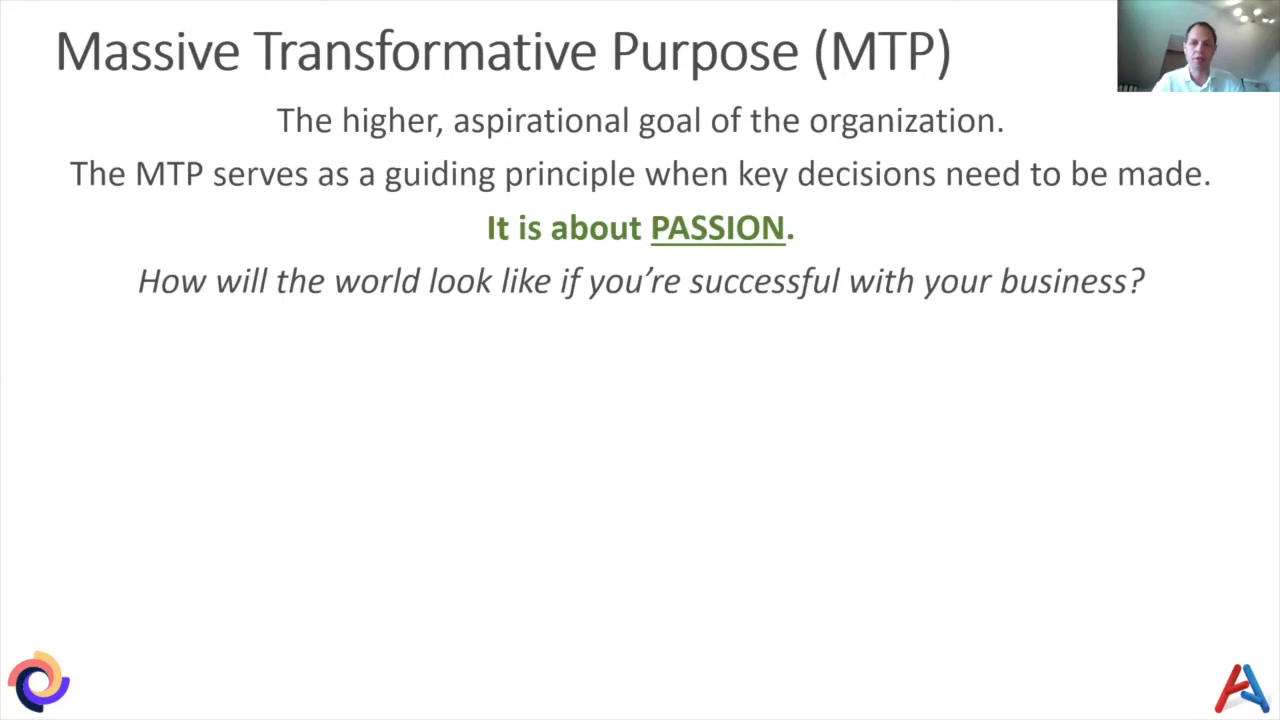 Massive Transformative Purpose (MTP)
The higher, aspirational goal of the organization.
The MTP serves as a guiding principle when key decisions need to be made.
It is about PASSION.
How will the world look like if you’re successful with your business?